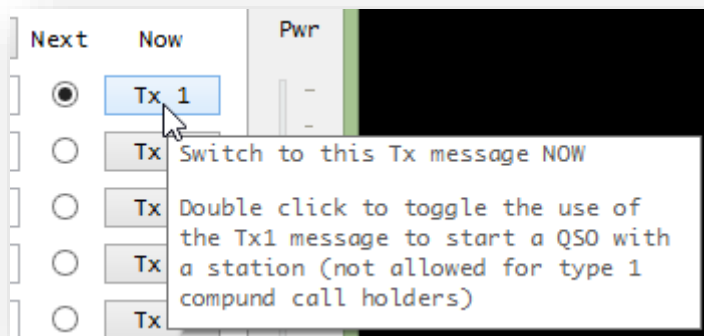 Next Now Pwr
Tx 1
Tx
Tx
Tx
Tx
Switch to this Tx message NOW
Double click to toggle the use of
the Tx1 message to start a QSO with
a station (not allowed for type 1
compund call holders)